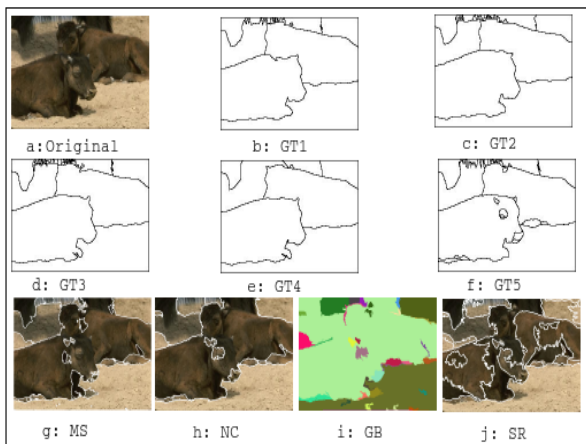 a:Original
b: GT1
c: GT2
d: GT3
e: GT4
f: GT5
g: MS
h: NC
i: GB
j: SR